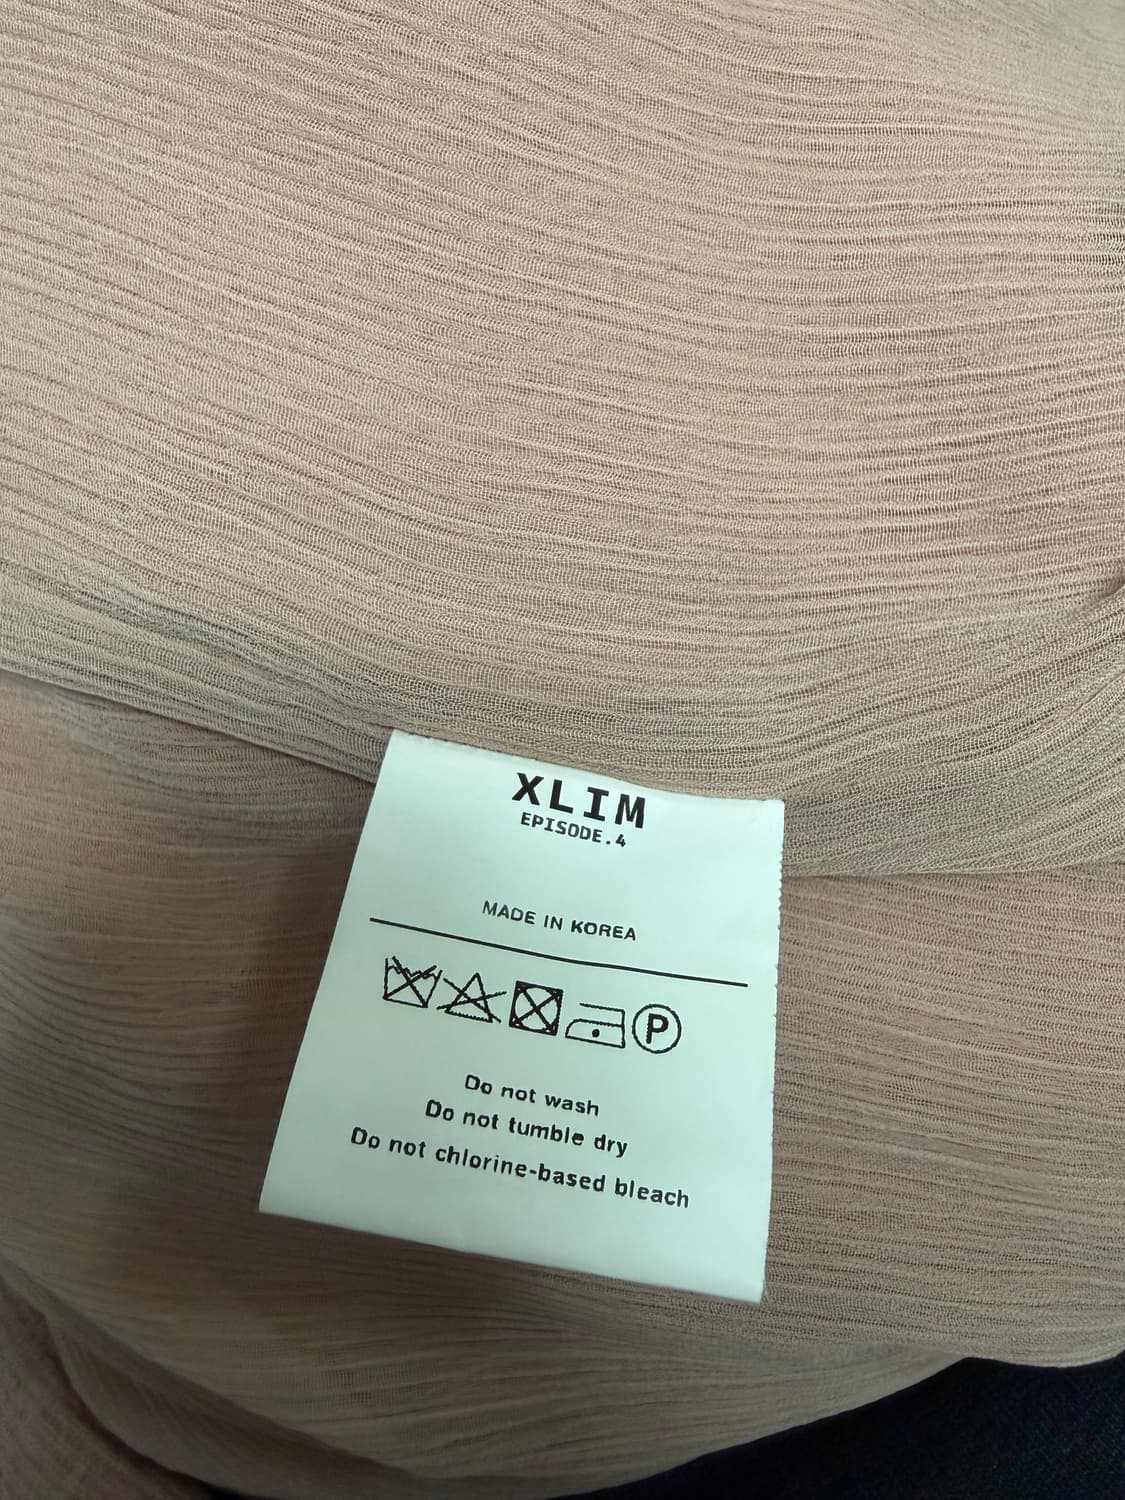 XLIM
EPISODE.4
MADE IN KOREA
P
Do not wash
Do not tumble dry
Do not chlorine-based bleach